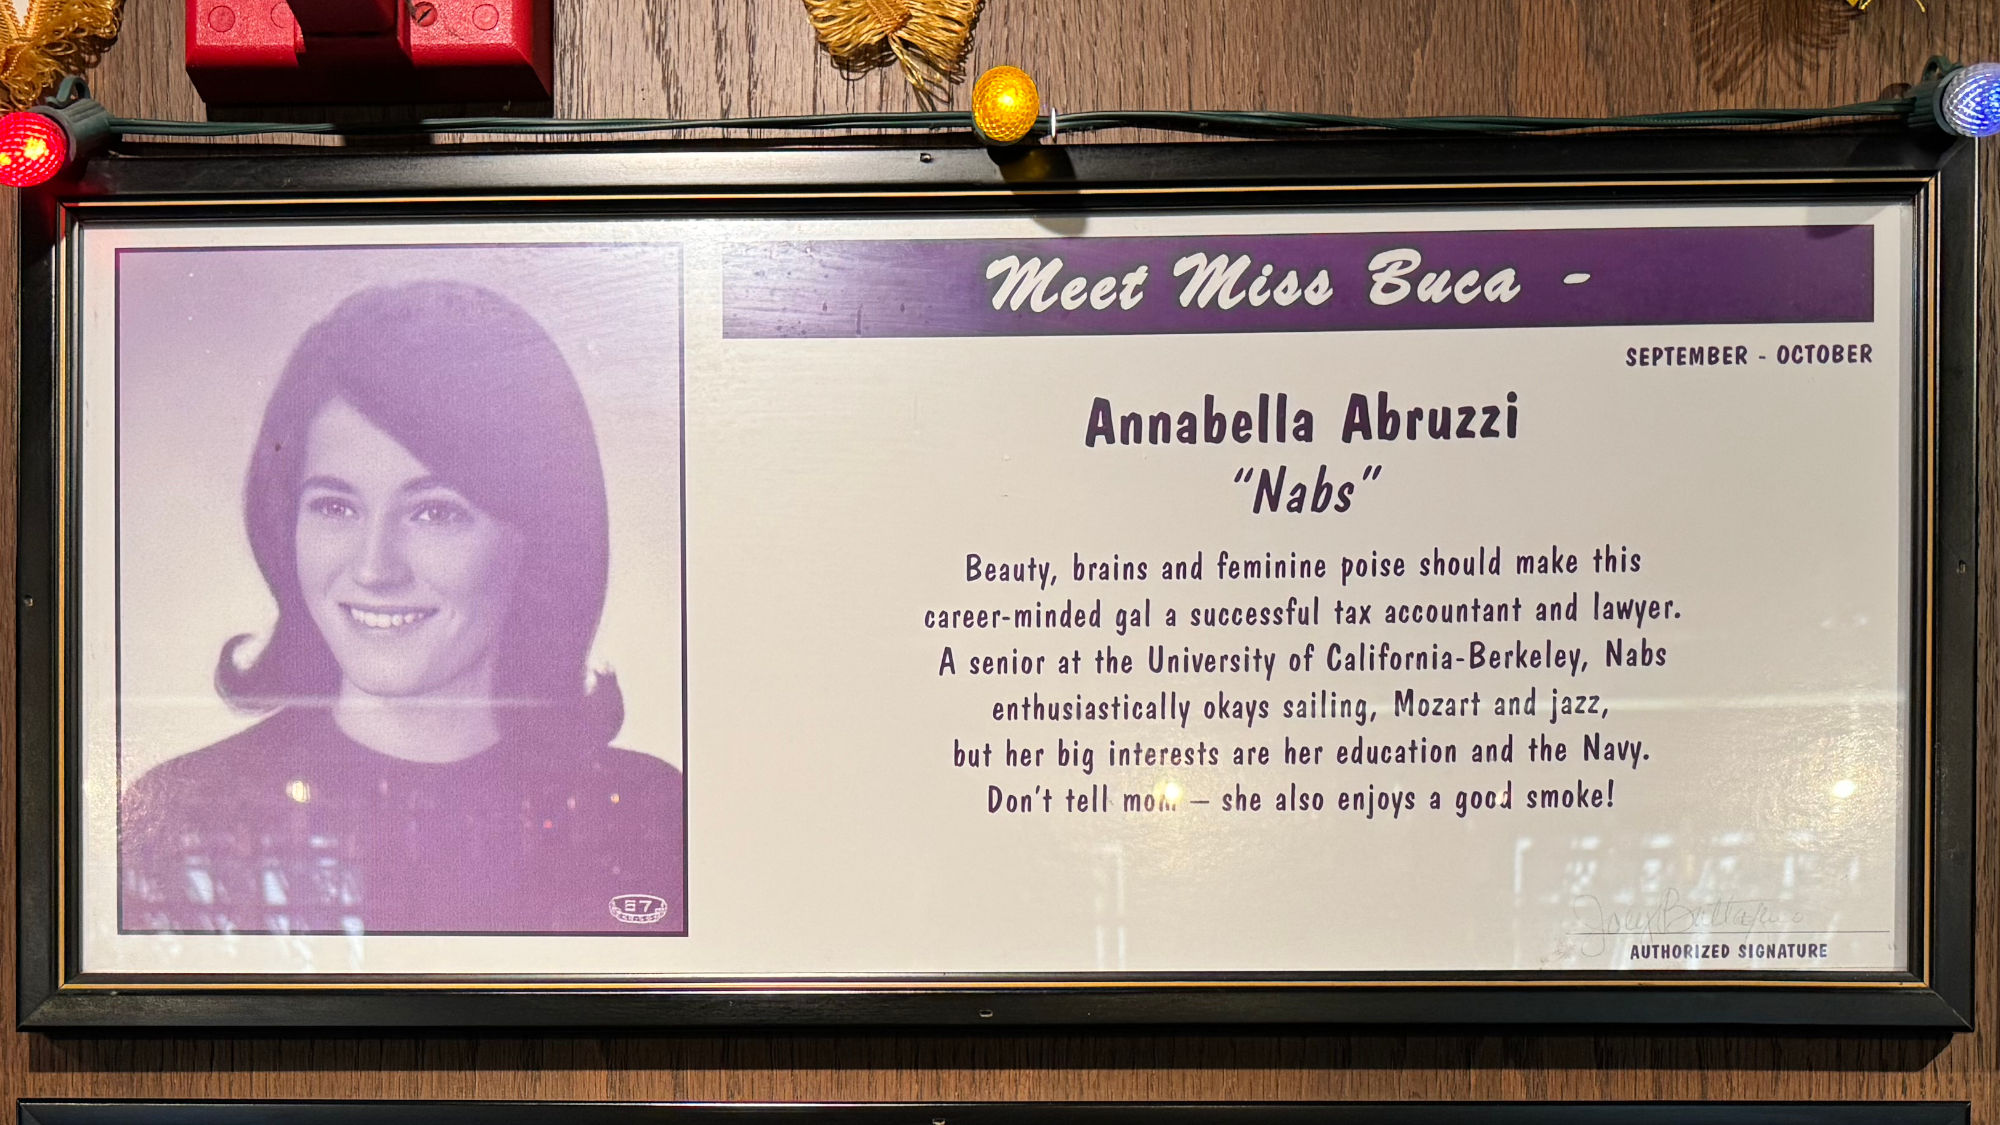 Meet Miss Buca -
SEPTEMBER - OCTOBER
Annabella Abruzzi
"Nabs"
Beauty, brains and feminine poise should make this
career-minded gal a successful tax accountant and lawyer.
A senior at the University of California-Berkeley, Nabs
enthusiastically okays sailing, Mozart and jazz,
but her big interests are her education and the Navy.
Don't tell mom – she also enjoys a good smoke!
67
AUTHORIZED SIGNATURE